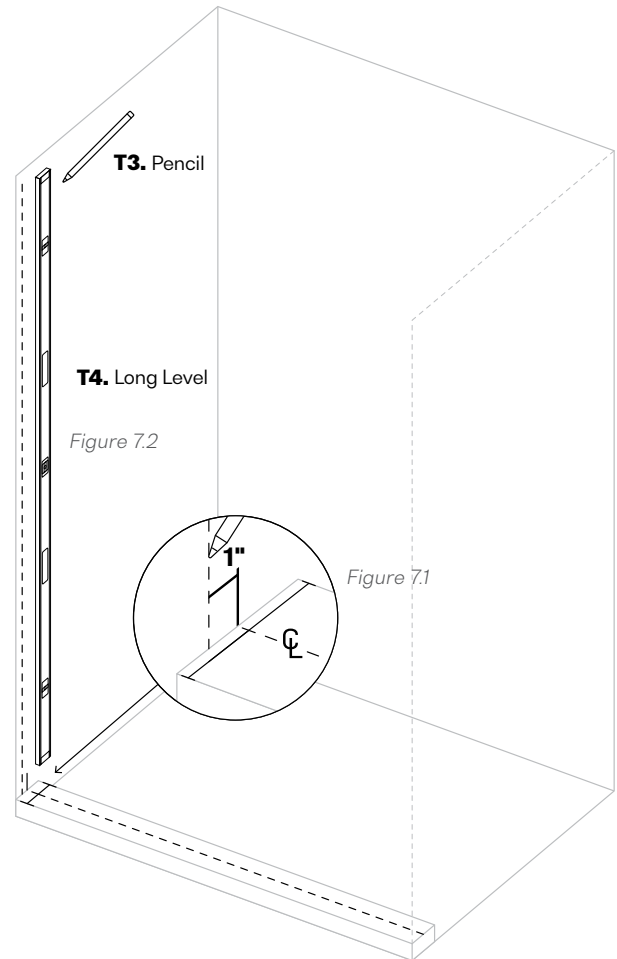 T3. Pencil
T4. Long Level
Figure 7.2
1"
Figure 7.1
℄